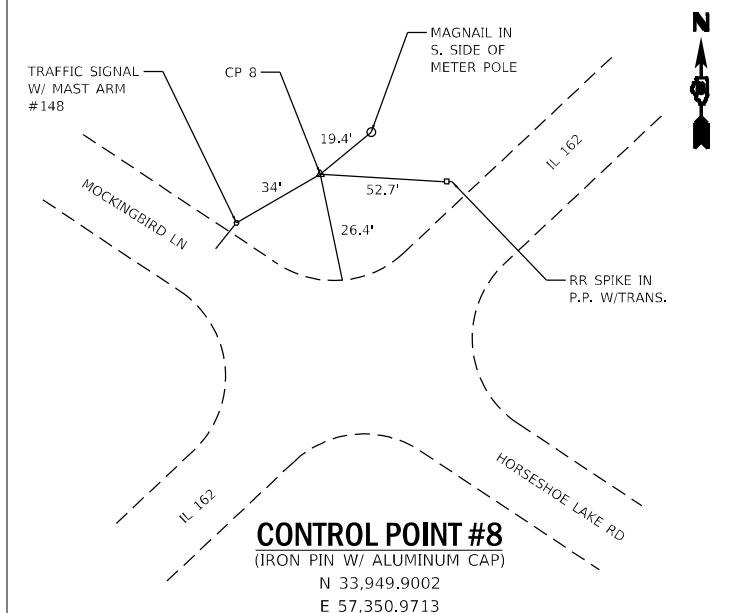 N
MAGNAIL IN
S. SIDE OF
METER POLE
TRAFFIC SIGNAL
W/ MAST ARM
#148
CP 8
19.4'
IL 162
34'
52.7'
MOCKINGBIRD LN
26.4'
RR SPIKE IN
P.P. W/TRANS.
IL 162
HORSESHOE LAKE RD
CONTROL POINT #8
(IRON PIN W/ ALUMINUM CAP)
N 33,949.9002
E 57,350.9713